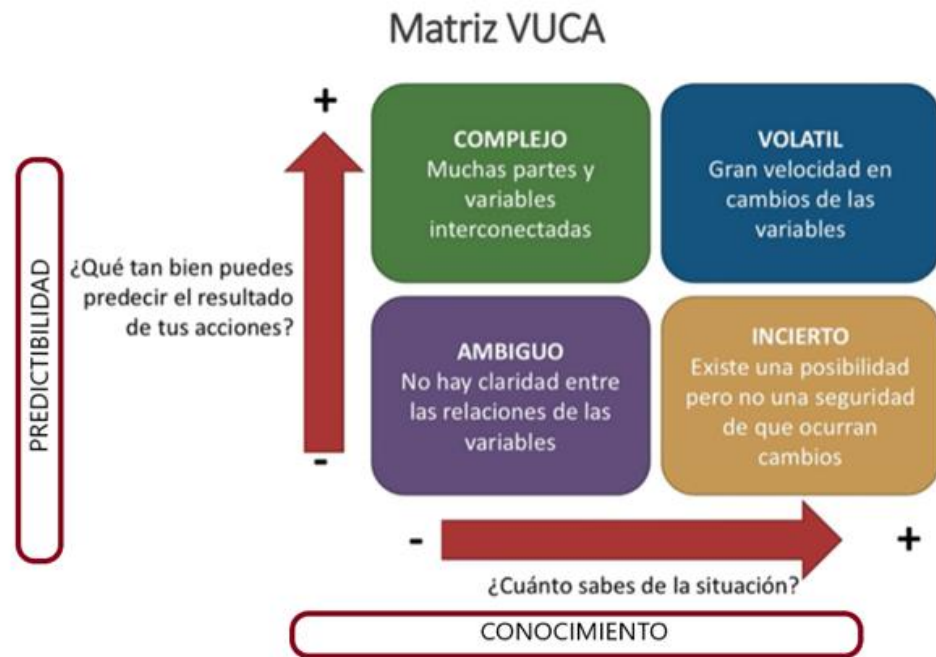 Matriz VUCA
+
COMPLEJO
Muchas partes y
variables
interconectadas
VOLATIL
Gran velocidad en
cambios de las
variables
PREDICTIBILIDAD
¿Qué tan bien puedes
predecir el resultado
de tus acciones?
AMBIGUO
No hay claridad entre
las relaciones de las
variables
INCIERTO
Existe una posibilidad
pero no una seguridad
de que ocurran
cambios
-
-
+
¿Cuánto sabes de la situación?
CONOCIMIENTO